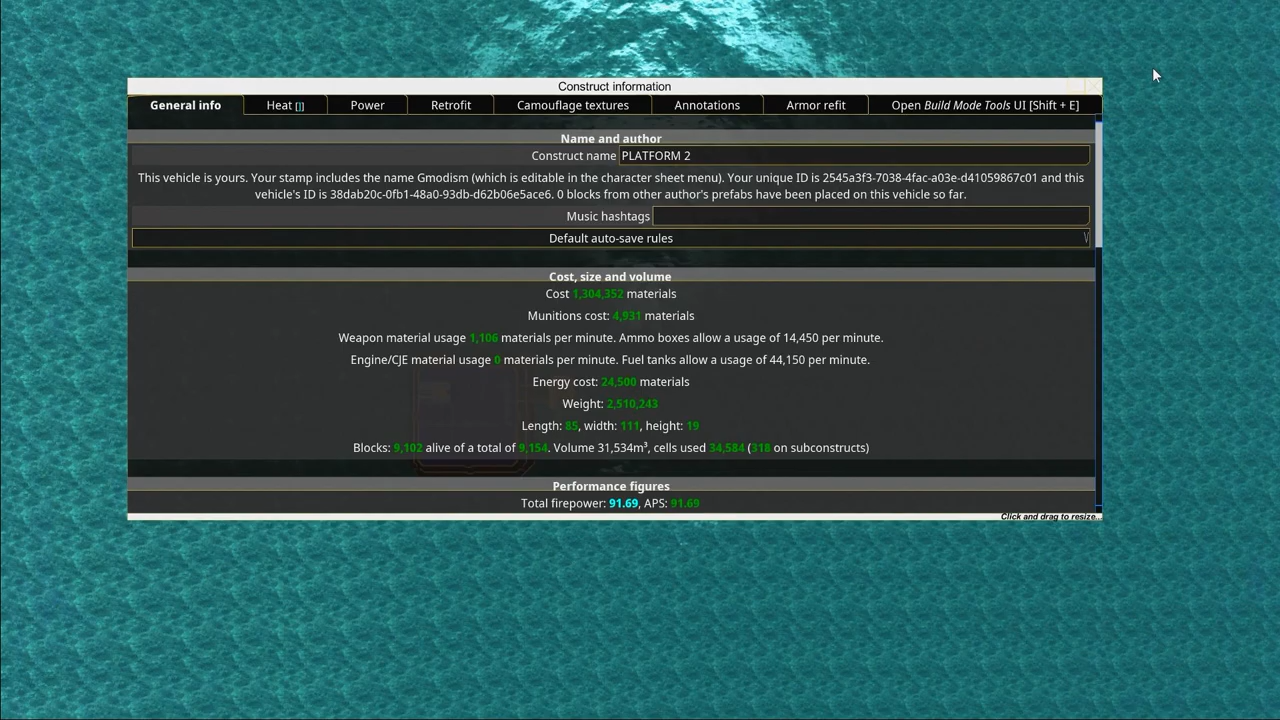 Construct information
General info
Heat []
Power
Retrofit
Camouflage textures
Annotations
Armor refit
Open Build Mode Tools UI [Shift + E]
Name and author
Construct name PLATFORM 2
This vehicle is yours. Your stamp includes the name Gmodism (which is editable in the character sheet menu). Your unique ID is 2545a3f3-7038-4fac-a03e-d41059867c01 and this
vehicle's ID is 38dab20c-0fb1-48a0-93db-d62b06e5ace6. 0 blocks from other author's prefabs have been placed on this vehicle so far.
Music hashtags
Default auto-save rules
Cost, size and volume
Cost 1,304,352 materials
Munitions cost: 4,931 materials
Weapon material usage 1,106 materials per minute. Ammo boxes allow a usage of 14,450 per minute.
Engine/CJE material usage 0 materials per minute. Fuel tanks allow a usage of 44,150 per minute.
Energy cost: 24,500 materials
Weight: 2,510,243
Length: 85, width: 111, height: 19
Blocks: 9,102 alive of a total of 9,154. Volume 31,534m³, cells used 34,584 (318 on subconstructs)
Performance figures
Total firepower: 91.69, APS: 91.69
Click and drag to resize...